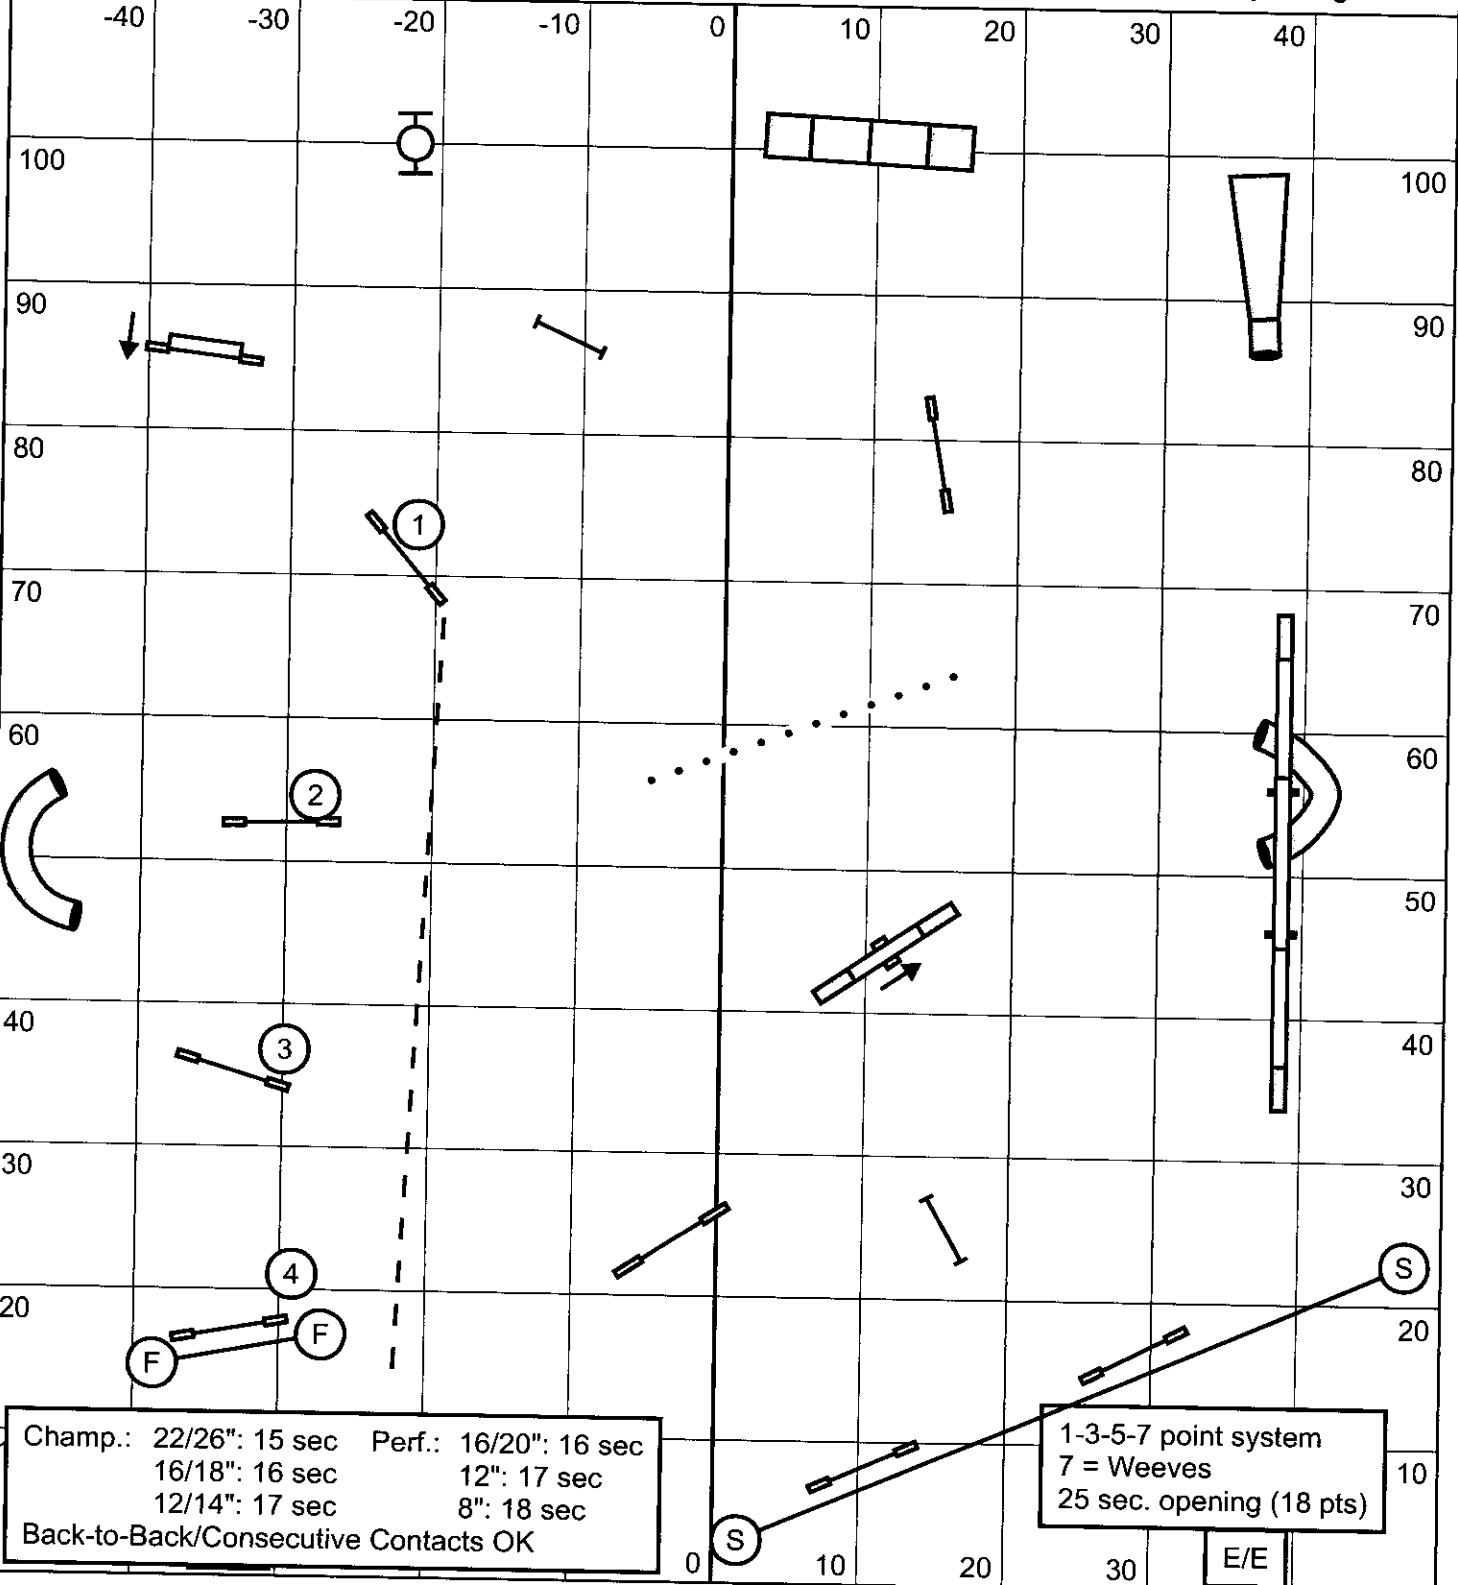 -40 -30 -20 -10 0 10 20 30 40
100 100
90 90
80 80
1
70 70
60 60
2
50
40 40
3
30 30
4 S
20 20
F F
Champ.: 22/26": 15 sec Perf.: 16/20": 16 sec
16/18": 16 sec 12": 17 sec
12/14": 17 sec 8": 18 sec
Back-to-Back/Consecutive Contacts OK
1-3-5-7 point system
7 = Weeves
25 sec. opening (18 pts)
10
S
0 10 20 30 E/E